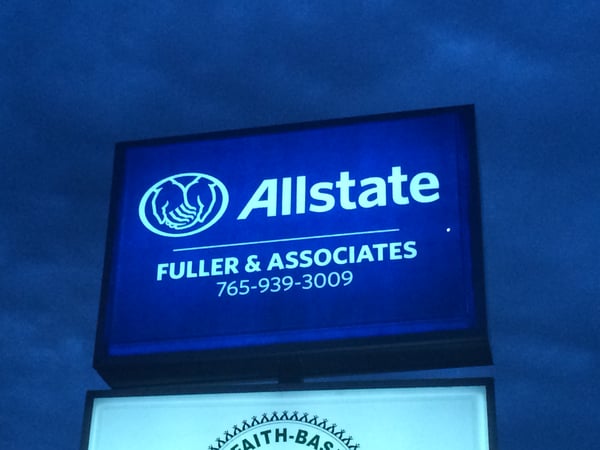 Allstate
FULLER & ASSOCIATES
765-939-3009
FAITH-BAS